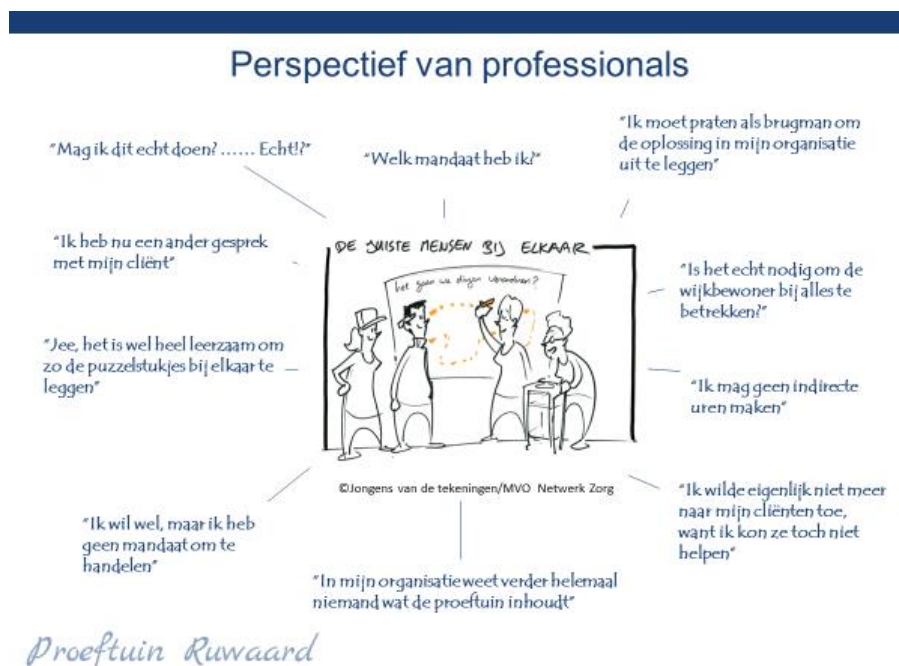 Perspectief van professionals
"Mag ik dit echt doen? ...... Echt!?"
"Welk mandaat heb ik?"
"Ik moet praten als brugman om
de oplossing in mijn organisatie
uit te leggen"
"Ik heb nu een ander gesprek
met mijn cliënt"
DE JUISTE MENSEN BIJ ELKAAR
het gaan we dingen veranderen?
"Is het echt nodig om de
wijkbewoner bij alles te
betrekken?"
"Jee, het is wel heel leerzaam om
zo de puzzelstukjes bij elkaar te
leggen"
"Ik mag geen indirecte
uren maken"
©Jongens van de tekeningen/MVO Netwerk Zorg
"Ik wil wel, maar ik heb
geen mandaat om te
handelen"
"Ik wilde eigenlijk niet meer
naar mijn cliënten toe,
want ik kon ze toch niet
helpen"
"In mijn organisatie weet verder helemaal
niemand wat de proeftuin inhoudt"
Proeftuin Ruwaard